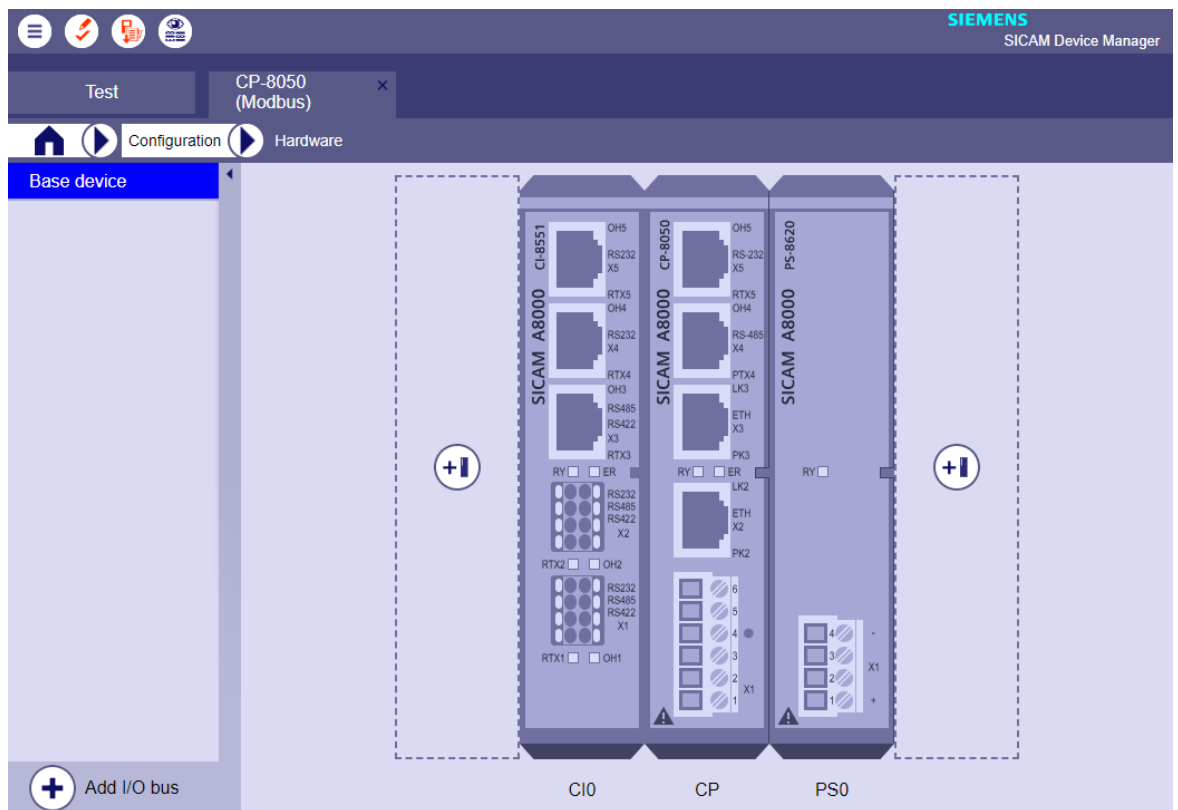 SIEMENS
SICAM Device Manager
Test
CP-8050
(Modbus)
×
Configuration
Hardware
Base device
CI-8551
SICAM A8000
OH5
RS232
X5
RTX5
OH4
RS232
X4
RTX4
OH3
RS485
RS422
X3
RTX3
RY ER
RS232
RS485
RS422
X2
RTX2 OH2
RS232
RS485
RS422
X1
RTX1 OH1
CP-8050
SICAM A8000
OH5
RS-232
X5
RTX5
OH4
RS-485
X4
PTX4
LK3
ETH
X3
PK3
RY ER
LK2
ETH
X2
PK2
6
5
4
3
2
1
X1
PS-8620
SICAM A8000
RY
4 -
3
X1
2
1 +
Add I/O bus
CI0
CP
PS0